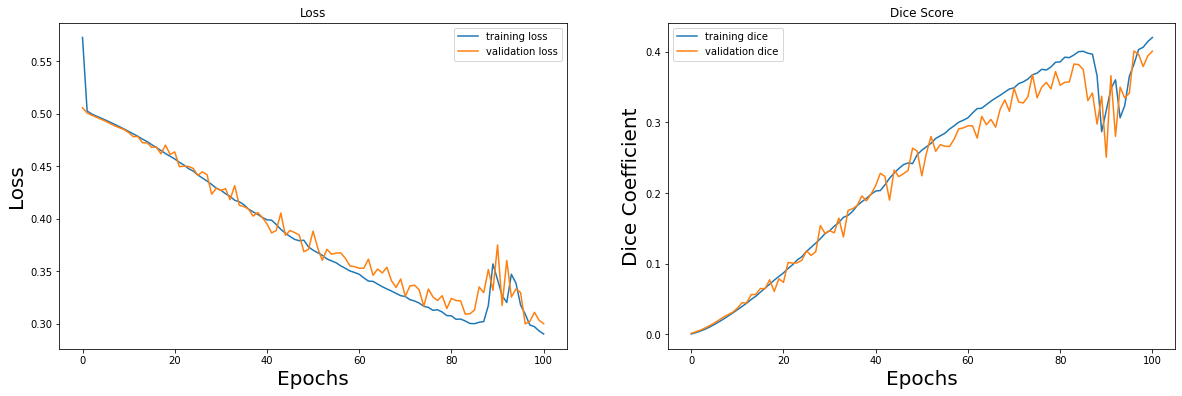 Loss
training loss
validation loss
0.55
0.50
0.45
0.40
0.35
0.30
Loss
0
20
40
60
80
100
Epochs
Dice Score
training dice
validation dice
0.4
0.3
0.2
0.1
0.0
Dice Coefficient
0
20
40
60
80
100
Epochs